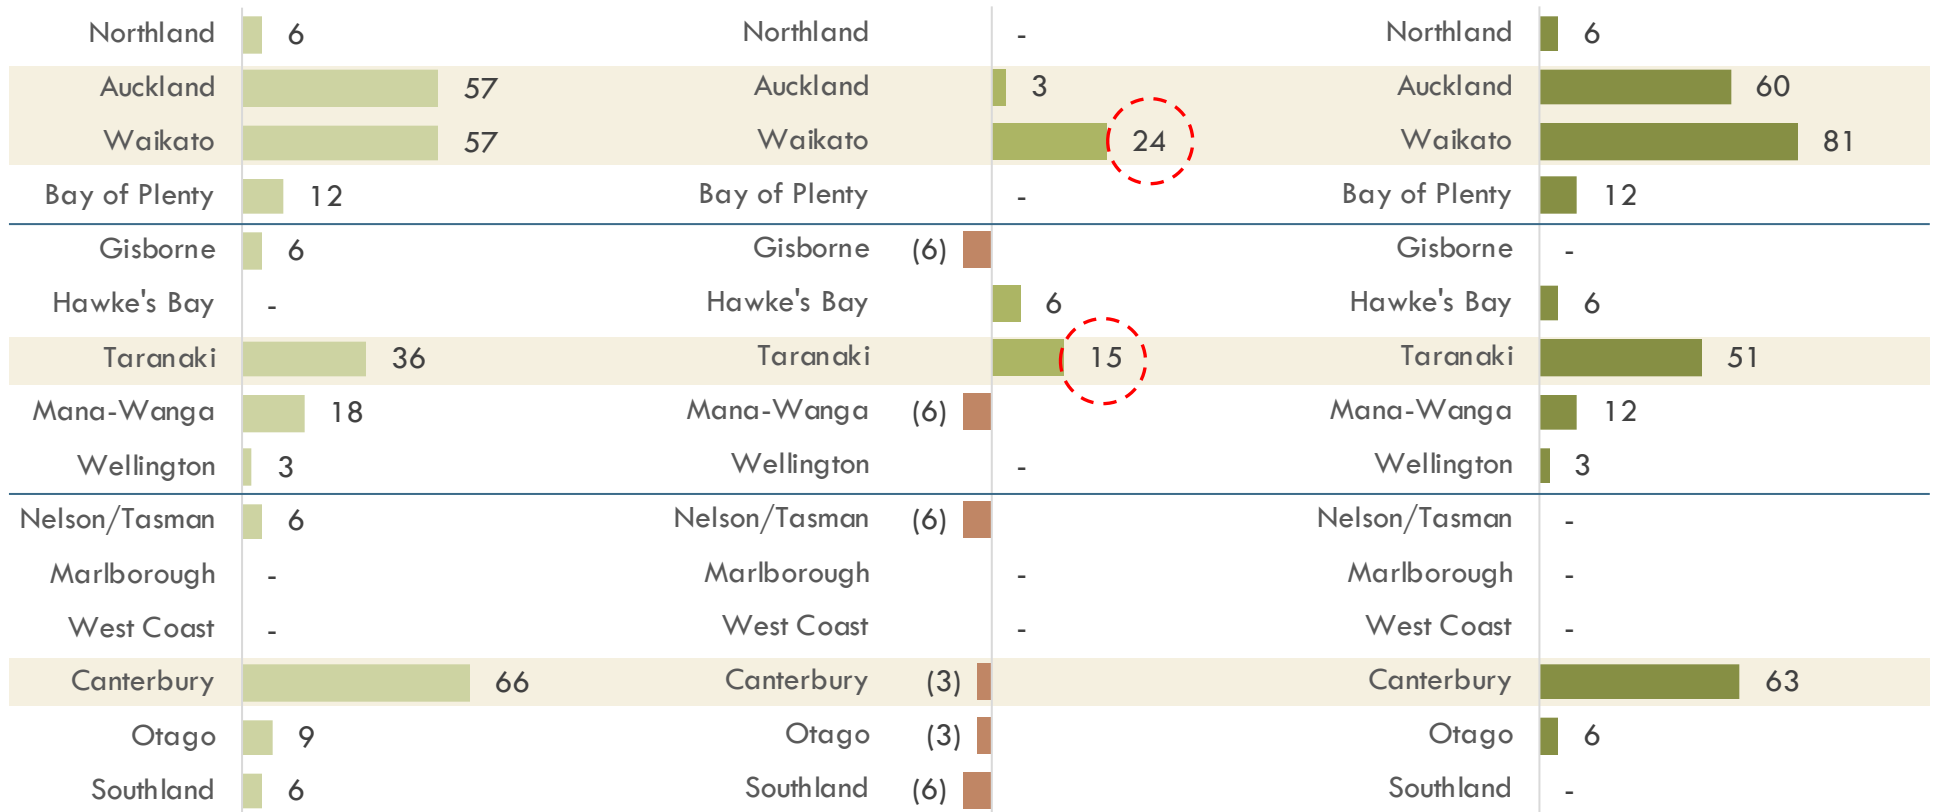 Northland 6 Northland - Northland 6
Auckland 57 Auckland 3 Auckland 60
Waikato 57 Waikato 24 Waikato 81
Bay of Plenty 12 Bay of Plenty - Bay of Plenty 12
Gisborne 6 Gisborne (6) Gisborne -
Hawke's Bay - Hawke's Bay 6 Hawke's Bay 6
Taranaki 36 Taranaki 15 Taranaki 51
Mana-Wanga 18 Mana-Wanga (6) Mana-Wanga 12
Wellington 3 Wellington - Wellington 3
Nelson/Tasman 6 Nelson/Tasman (6) Nelson/Tasman -
Marlborough - Marlborough - Marlborough -
West Coast - West Coast - West Coast -
Canterbury 66 Canterbury (3) Canterbury 63
Otago 9 Otago (3) Otago 6
Southland 6 Southland (6) Southland -